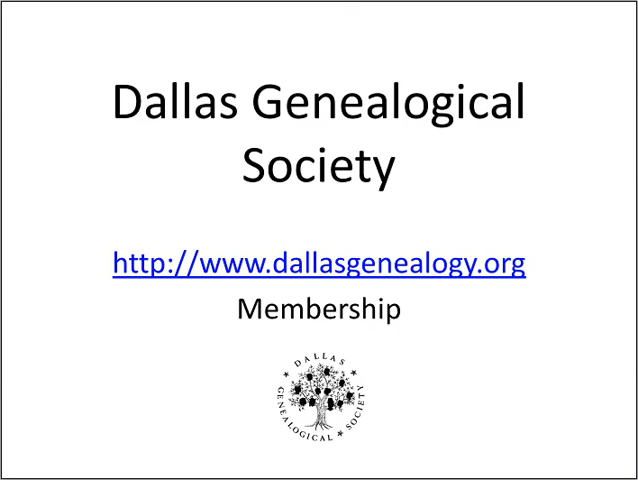 Dallas Genealogical
Society
http://www.dallasgenealogy.org
Membership
DALLAS
GENEALOGICAL ★ SOCIETY ★